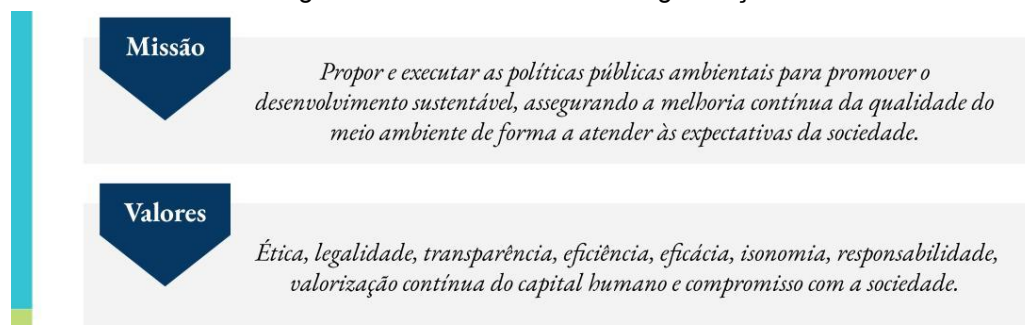 Missão
Propor e executar as políticas públicas ambientais para promover o
desenvolvimento sustentável, assegurando a melhoria contínua da qualidade do
meio ambiente de forma a atender às expectativas da sociedade.
Valores
Ética, legalidade, transparência, eficiência, eficácia, isonomia, responsabilidade,
valorização contínua do capital humano e compromisso com a sociedade.